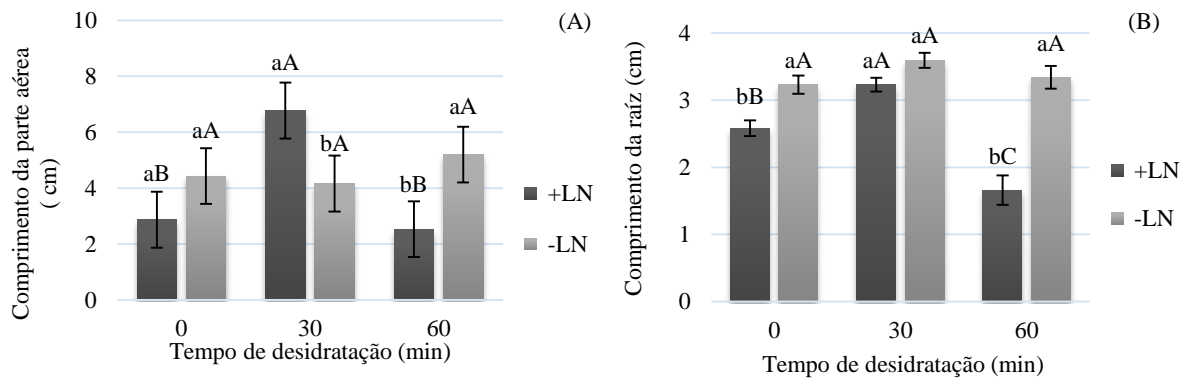 (A)
Comprimento da parte aérea
( cm)
10
8
6
4
2
0
aB
aA
aA
bA
bB
aA
0
30
60
Tempo de desidratação (min)
+LN
-LN
(B)
Comprimento da raíz (cm)
4
3
2
1
0
bB
aA
aA
aA
bC
aA
0
30
60
Tempo de desidratação (min)
+LN
-LN